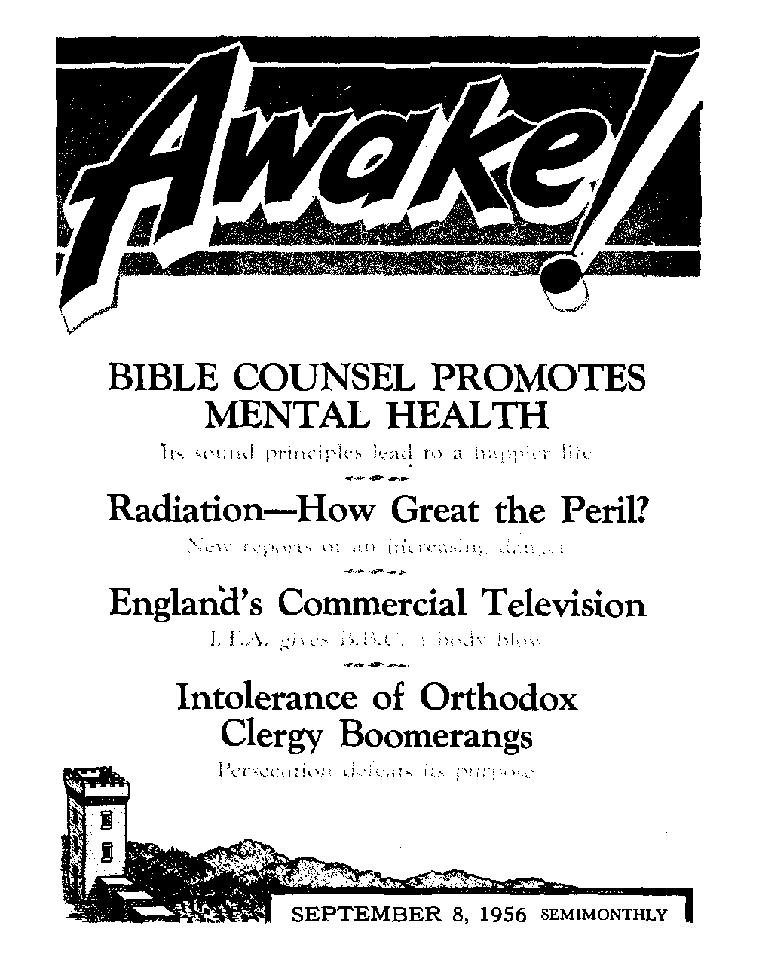 Awake!
BIBLE COUNSEL PROMOTES
MENTAL HEALTH
Its sound principles lead to a happier life
Radiation—How Great the Peril?
New reports on an increasing danger
England's Commercial Television
I.T.A. gives B.B.C. a body blow
Intolerance of Orthodox
Clergy Boomerangs
Persecution defeats its purpose
SEPTEMBER 8, 1956 SEMIMONTHLY